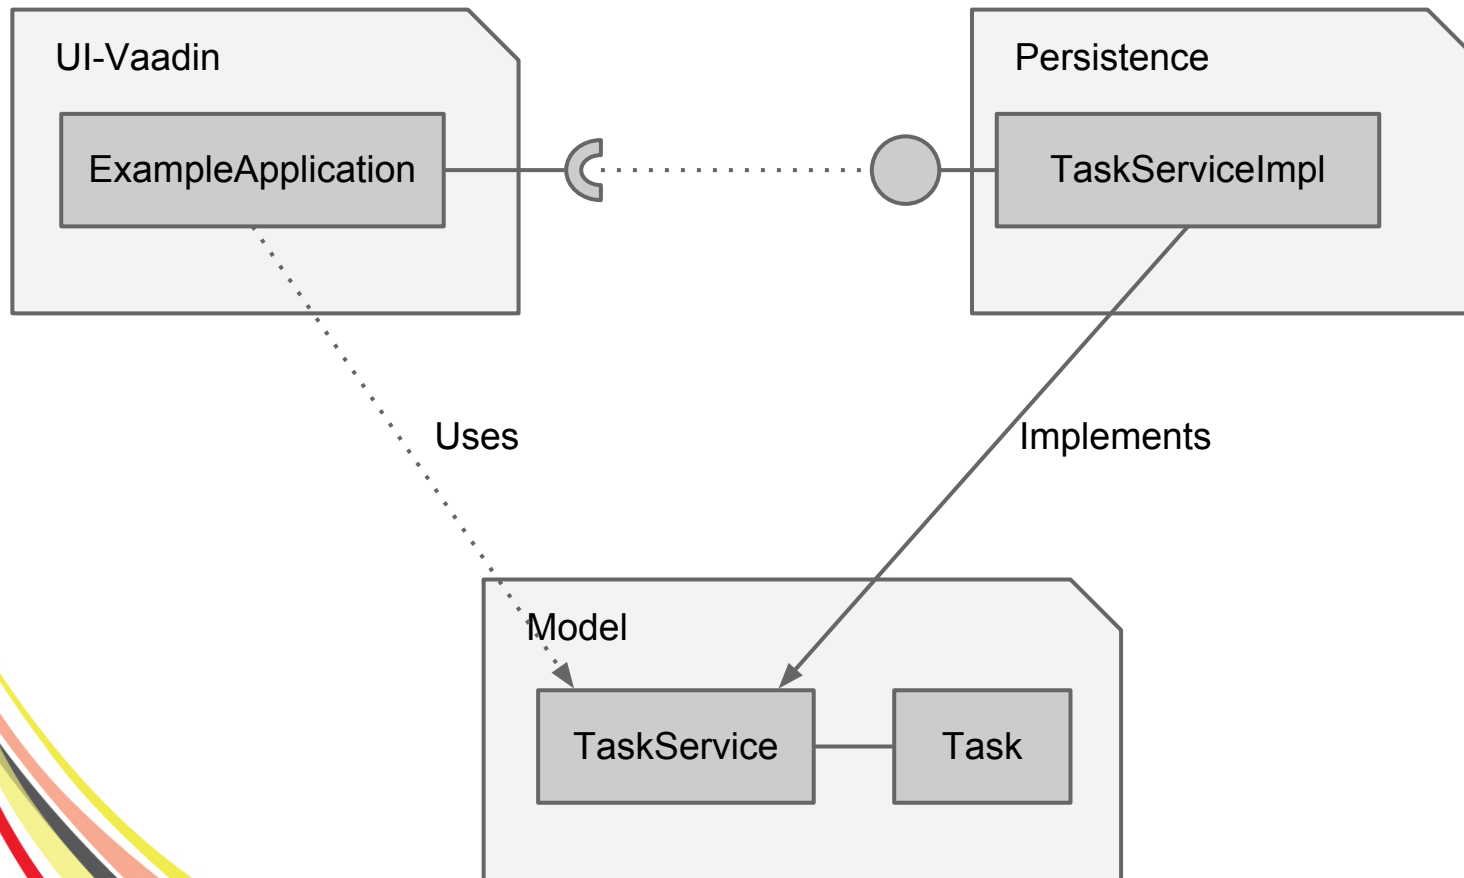 UI-Vaadin
Persistence
ExampleApplication
TaskServiceImpl
Uses
Implements
Model
TaskService
Task